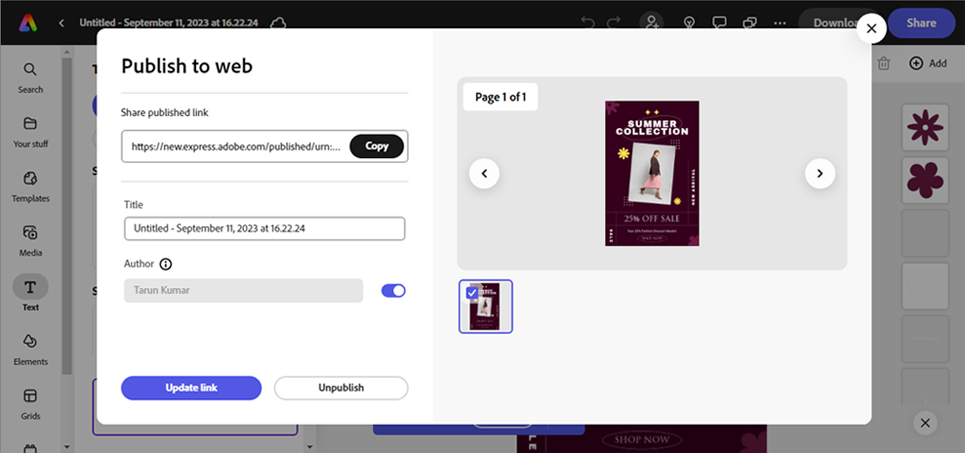 Untitled - September 11, 2023 at 16.22.24
Share
Add
Search
Your stuff
Templates
Media
Text
Elements
Grids
Publish to web
Share published link
https://new.express.adobe.com/published/urn:...
Copy
Title
Untitled - September 11, 2023 at 16.22.24
Author
Tarun Kumar
Update link
Unpublish
Page 1 of 1
SUMMER
COLLECTION
25% OFF SALE
SALE
SHOP NOW